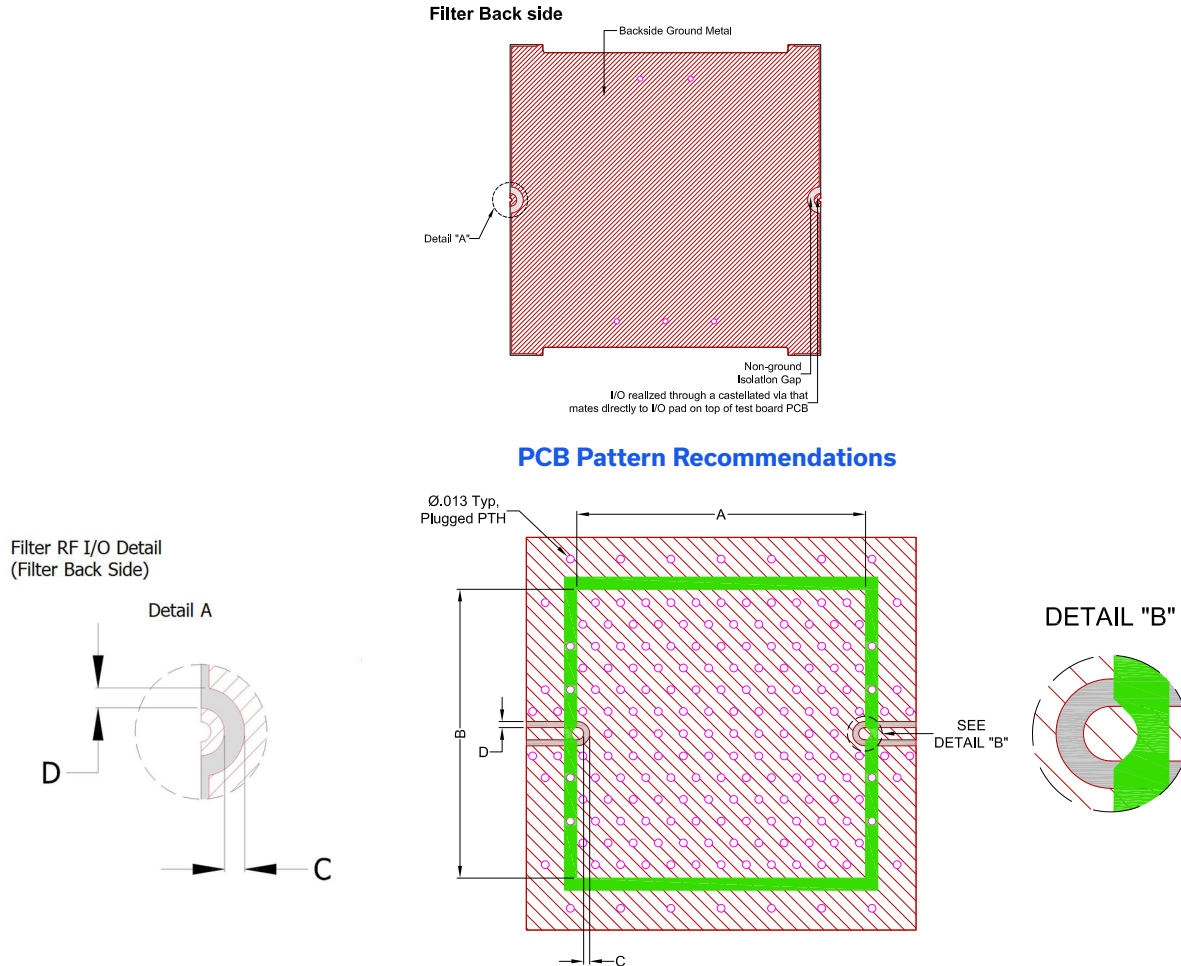 Filter Back side
Backside Ground Metal
Detail "A"
Non-ground
Isolation Gap
I/O realized through a castellated via that
mates directly to I/O pad on top of test board PCB
PCB Pattern Recommendations
Ø.013 Typ,
Plugged PTH
A
Filter RF I/O Detail
(Filter Back Side)
Detail A
D
C
B
D
C
SEE
DETAIL "B"
DETAIL "B"